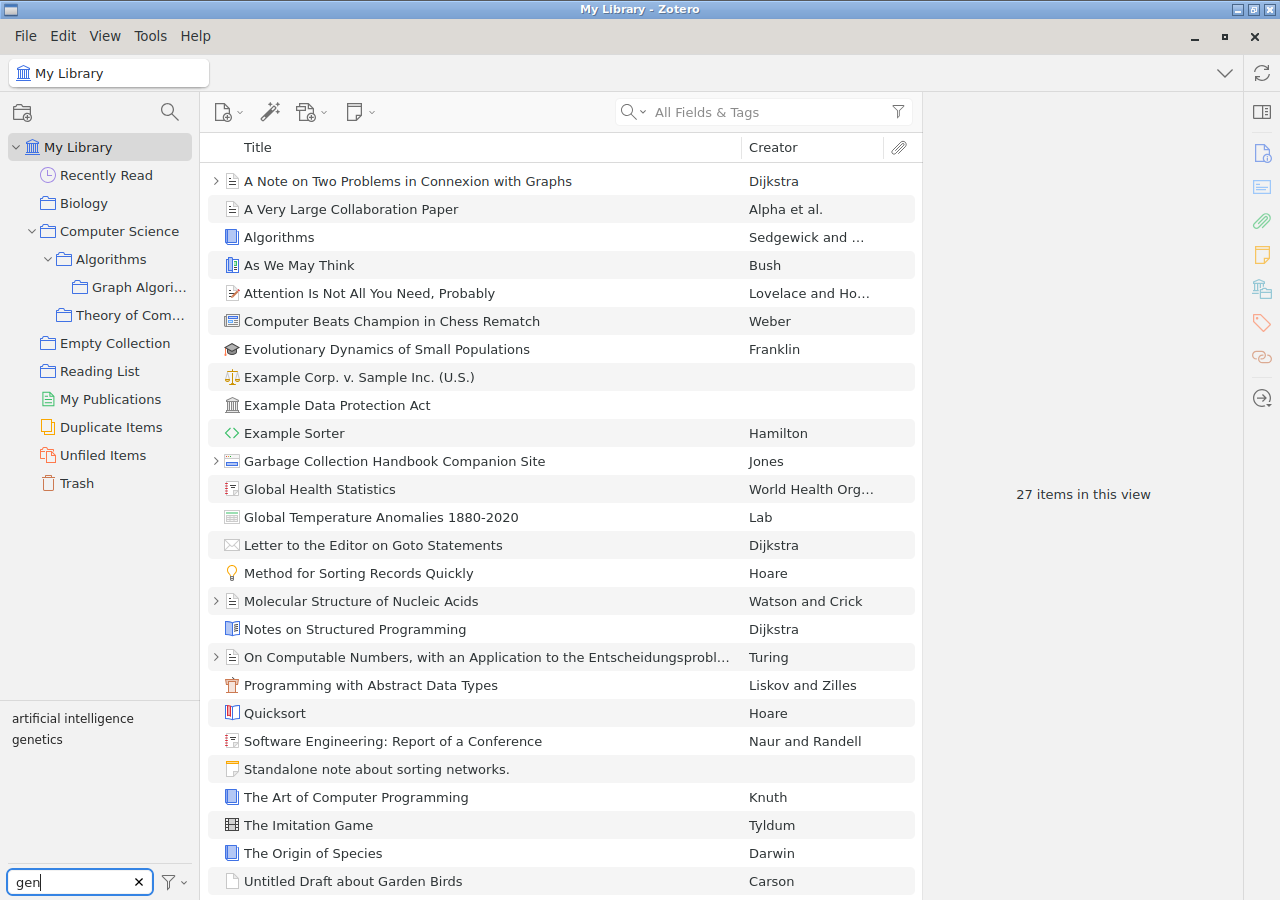 My Library - Zotero
File Edit View Tools Help
My Library
All Fields & Tags
Title Creator
My Library
Recently Read
Biology
Computer Science
Algorithms
Graph Algori...
Theory of Com...
Empty Collection
Reading List
My Publications
Duplicate Items
Unfiled Items
Trash
A Note on Two Problems in Connexion with Graphs Dijkstra
A Very Large Collaboration Paper Alpha et al.
Algorithms Sedgewick and ...
As We May Think Bush
Attention Is Not All You Need, Probably Lovelace and Ho...
Computer Beats Champion in Chess Rematch Weber
Evolutionary Dynamics of Small Populations Franklin
Example Corp. v. Sample Inc. (U.S.)
Example Data Protection Act
Example Sorter Hamilton
Garbage Collection Handbook Companion Site Jones
Global Health Statistics World Health Org...
Global Temperature Anomalies 1880-2020 Lab
Letter to the Editor on Goto Statements Dijkstra
Method for Sorting Records Quickly Hoare
Molecular Structure of Nucleic Acids Watson and Crick
Notes on Structured Programming Dijkstra
On Computable Numbers, with an Application to the Entscheidungsprobl... Turing
Programming with Abstract Data Types Liskov and Zilles
Quicksort Hoare
Software Engineering: Report of a Conference Naur and Randell
Standalone note about sorting networks.
The Art of Computer Programming Knuth
The Imitation Game Tyldum
The Origin of Species Darwin
Untitled Draft about Garden Birds Carson
27 items in this view
artificial intelligence
genetics
gen